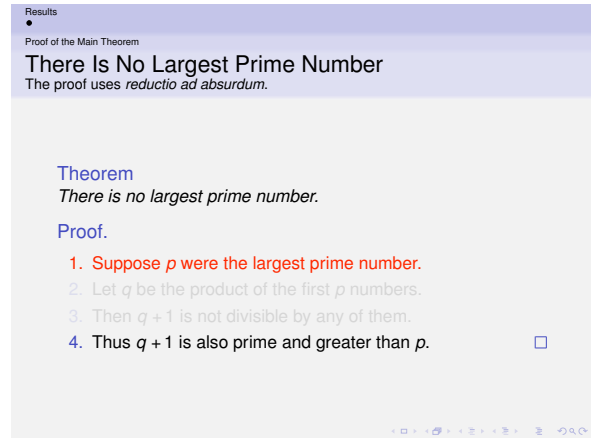 Results
Proof of the Main Theorem
There Is No Largest Prime Number
The proof uses reductio ad absurdum.
Theorem
There is no largest prime number.
Proof.
1. Suppose p were the largest prime number.
2. Let q be the product of the first p numbers.
3. Then q + 1 is not divisible by any of them.
4. Thus q + 1 is also prime and greater than p.